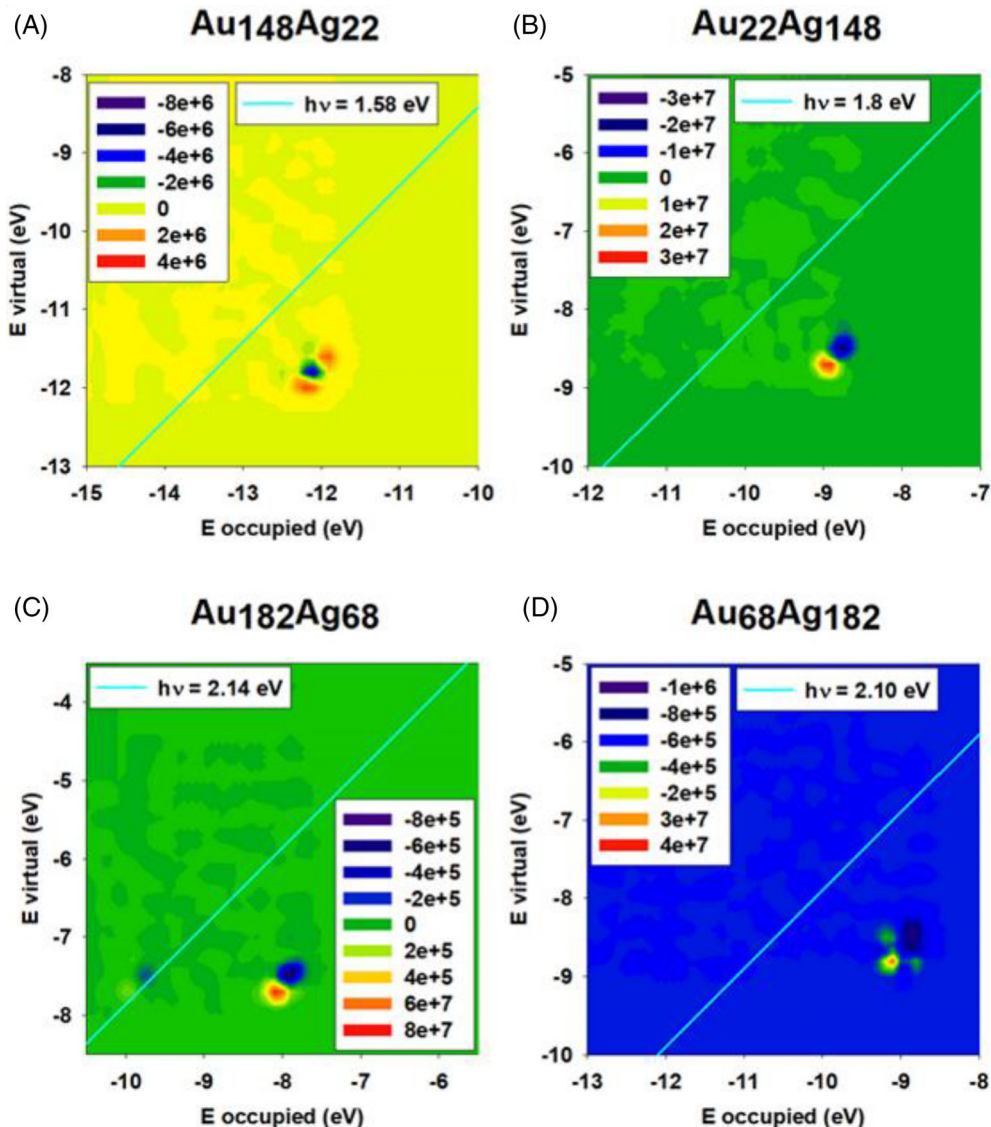 (A) Au148Ag22
-8
-9
-10
-11
-12
-13
E virtual (eV)
-8e+6
-6e+6
-4e+6
-2e+6
0
2e+6
4e+6
hν = 1.58 eV
-15 -14 -13 -12 -11 -10
E occupied (eV)
(B) Au22Ag148
-5
-6
-7
-8
-9
-10
E virtual (eV)
-3e+7
-2e+7
-1e+7
0
1e+7
2e+7
3e+7
hν = 1.8 eV
-12 -11 -10 -9 -8 -7
E occupied (eV)
(C) Au182Ag68
-4
-5
-6
-7
-8
E virtual (eV)
hν = 2.14 eV
-8e+5
-6e+5
-4e+5
-2e+5
0
2e+5
4e+5
6e+7
8e+7
-10 -9 -8 -7 -6
E occupied (eV)
(D) Au68Ag182
-5
-6
-7
-8
-9
-10
E virtual (eV)
-1e+6
-8e+5
-6e+5
-4e+5
-2e+5
3e+7
4e+7
hν = 2.10 eV
-13 -12 -11 -10 -9 -8
E occupied (eV)